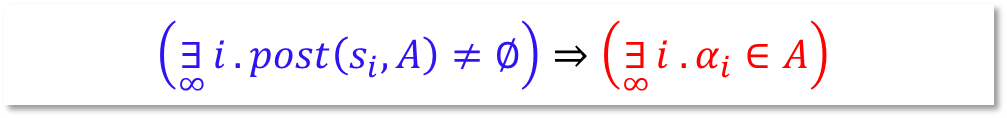 (∃∞ i . post(sᵢ, A) ≠ ∅) ⇒ (∃∞ i . αᵢ ∈ A)